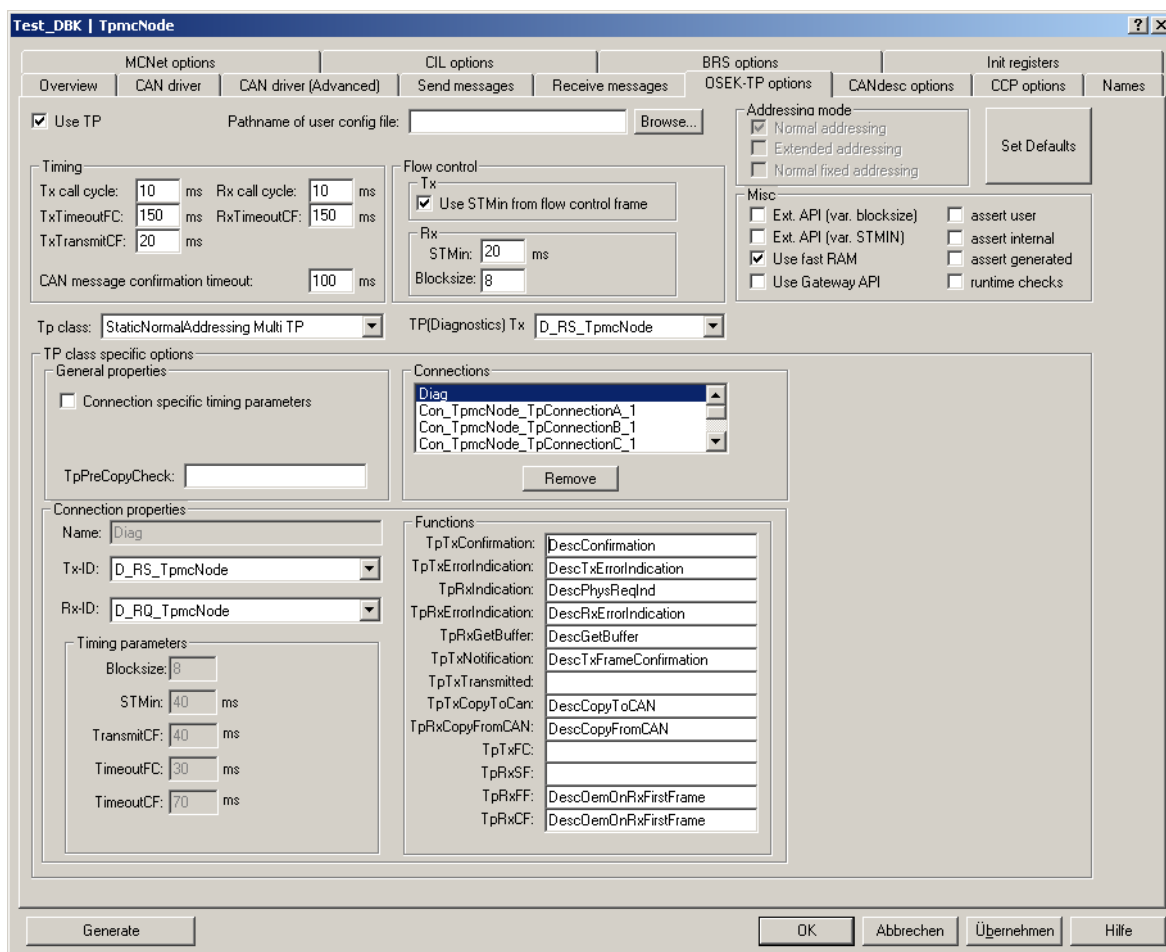 Test_DBK | TpmcNode
MCNet options CIL options BRS options Init registers
Overview CAN driver CAN driver (Advanced) Send messages Receive messages OSEK-TP options CANdesc options CCP options Names
Use TP Pathname of user config file: Browse...
Addressing mode
Normal addressing
Extended addressing
Normal fixed addressing
Set Defaults
Timing
Tx call cycle: 10 ms Rx call cycle: 10 ms
TxTimeoutFC: 150 ms RxTimeoutCF: 150 ms
TxTransmitCF: 20 ms
CAN message confirmation timeout: 100 ms
Flow control
Tx
Use STMin from flow control frame
Rx
STMin: 20 ms
Blocksize: 8
Misc
Ext. API (var. blocksize) assert user
Ext. API (var. STMIN) assert internal
Use fast RAM assert generated
Use Gateway API runtime checks
Tp class: StaticNormalAddressing Multi TP TP(Diagnostics) Tx D_RS_TpmcNode
TP class specific options
General properties
Connection specific timing parameters
TpPreCopyCheck:
Connections
Diag
Con_TpmcNode_TpConnectionA_1
Con_TpmcNode_TpConnectionB_1
Con_TpmcNode_TpConnectionC_1
Remove
Connection properties
Name: Diag
Tx-ID: D_RS_TpmcNode
Rx-ID: D_RQ_TpmcNode
Timing parameters
Blocksize: 8
STMin: 40 ms
TransmitCF: 40 ms
TimeoutFC: 30 ms
TimeoutCF: 70 ms
Functions
TpTxConfirmation: DescConfirmation
TpTxErrorIndication: DescTxErrorIndication
TpRxIndication: DescPhysReqInd
TpRxErrorIndication: DescRxErrorIndication
TpRxGetBuffer: DescGetBuffer
TpTxNotification: DescTxFrameConfirmation
TpTxTransmitted:
TpTxCopyToCan: DescCopyToCAN
TpRxCopyFromCAN: DescCopyFromCAN
TpTxFC:
TpRxSF:
TpRxFF: DescOemOnRxFirstFrame
TpRxCF: DescOemOnRxFirstFrame
Generate OK Abbrechen Übernehmen Hilfe